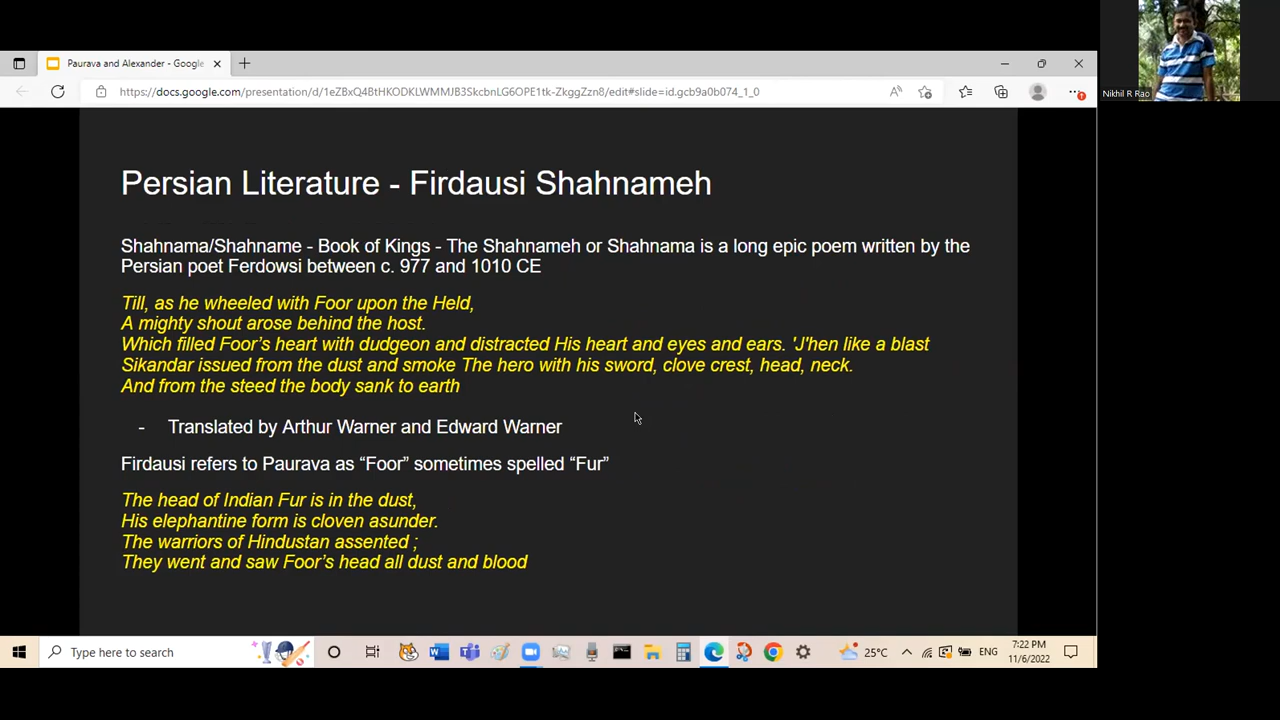 Paurava and Alexander - Google
https://docs.google.com/presentation/d/1eZBxQ4BtHKODKLWMMJB3SkcbnLG6OPE1tk-ZkggZzn8/edit#slide=id.gcb9a0b074_1_0
Nikhil R Rao
Persian Literature - Firdausi Shahnameh
Shahnama/Shahname - Book of Kings - The Shahnameh or Shahnama is a long epic poem written by the
Persian poet Ferdowsi between c. 977 and 1010 CE
Till, as he wheeled with Foor upon the Held,
A mighty shout arose behind the host.
Which filled Foor’s heart with dudgeon and distracted His heart and eyes and ears. 'J'hen like a blast
Sikandar issued from the dust and smoke The hero with his sword, clove crest, head, neck.
And from the steed the body sank to earth
- Translated by Arthur Warner and Edward Warner
Firdausi refers to Paurava as “Foor” sometimes spelled “Fur”
The head of Indian Fur is in the dust,
His elephantine form is cloven asunder.
The warriors of Hindustan assented ;
They went and saw Foor’s head all dust and blood
Type here to search
25°C
ENG
7:22 PM
11/6/2022